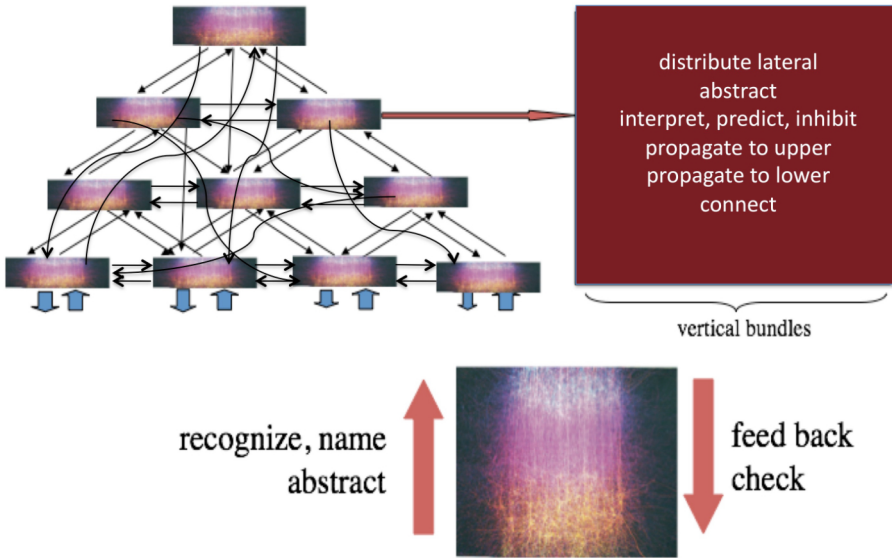 distribute lateral
abstract
interpret, predict, inhibit
propagate to upper
propagate to lower
connect
vertical bundles
recognize, name
abstract
feed back
check